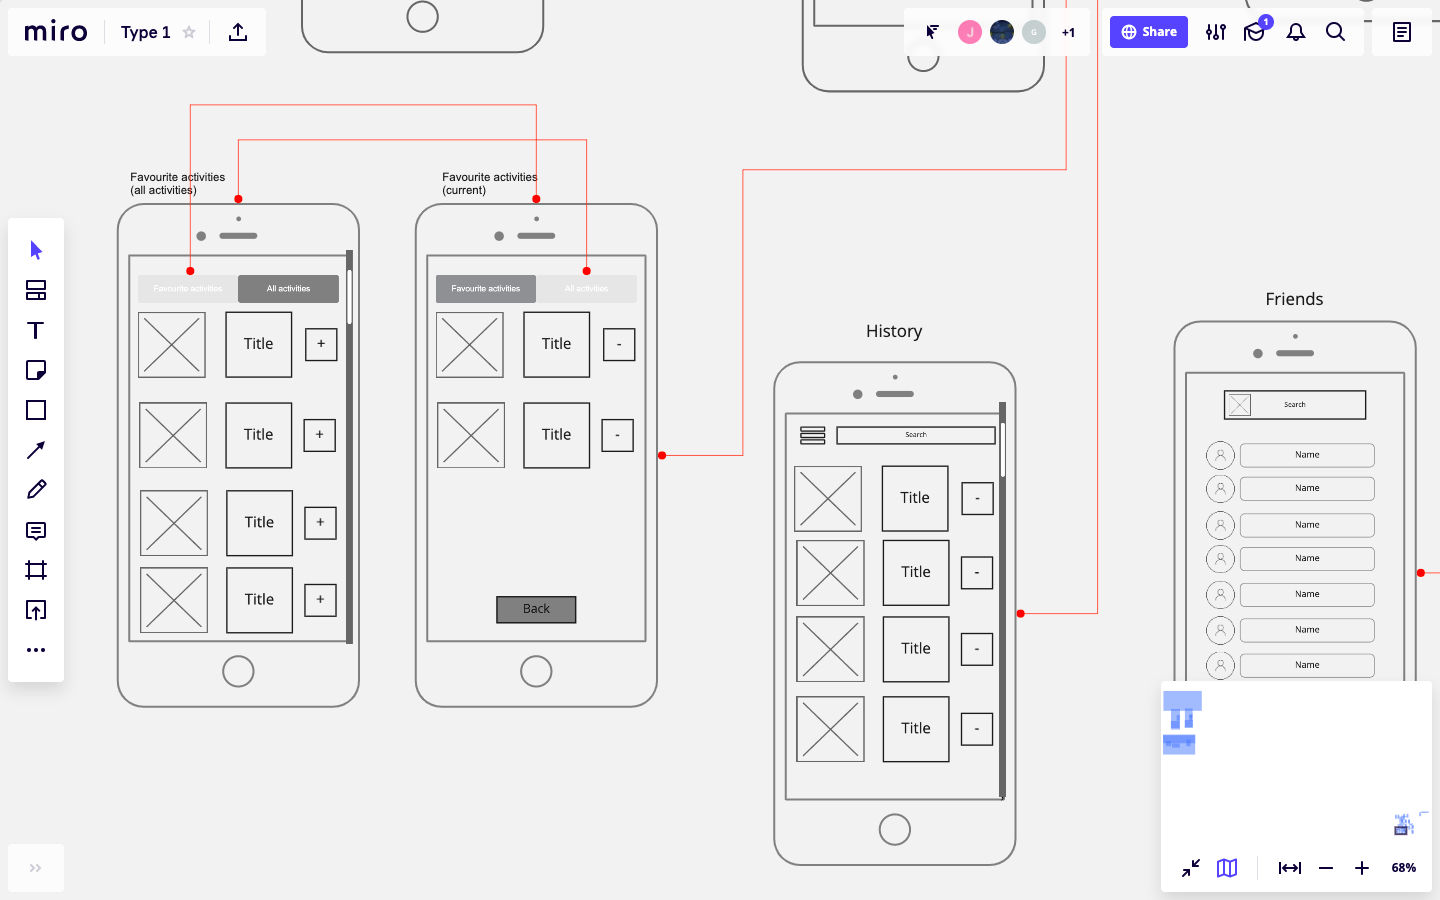 miro
Type 1
J
G
+1
Share
1
Favourite activities
(all activities)
Favourite activities
(current)
Favourite activities
All activities
Title
+
Title
+
Title
+
Title
+
Favourite activities
All activities
Title
-
Title
-
Back
History
Search
Title
-
Title
-
Title
-
Title
-
Friends
Search
Name
Name
Name
Name
Name
Name
Name
68%